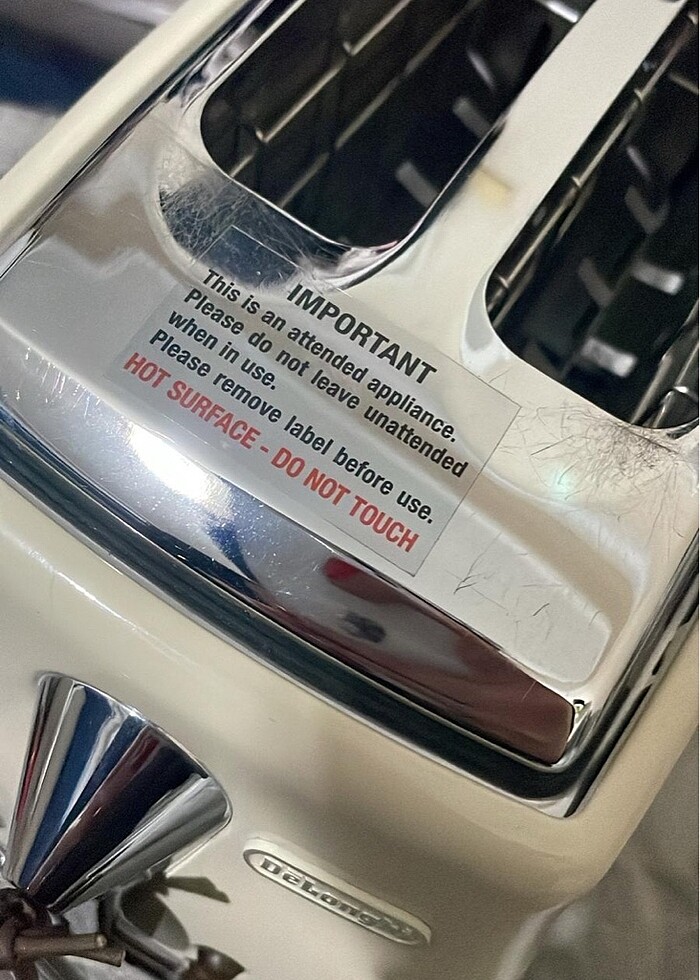 IMPORTANT
This is an attended appliance.
Please do not leave unattended
when in use.
Please remove label before use.
HOT SURFACE - DO NOT TOUCH
DeLonghi